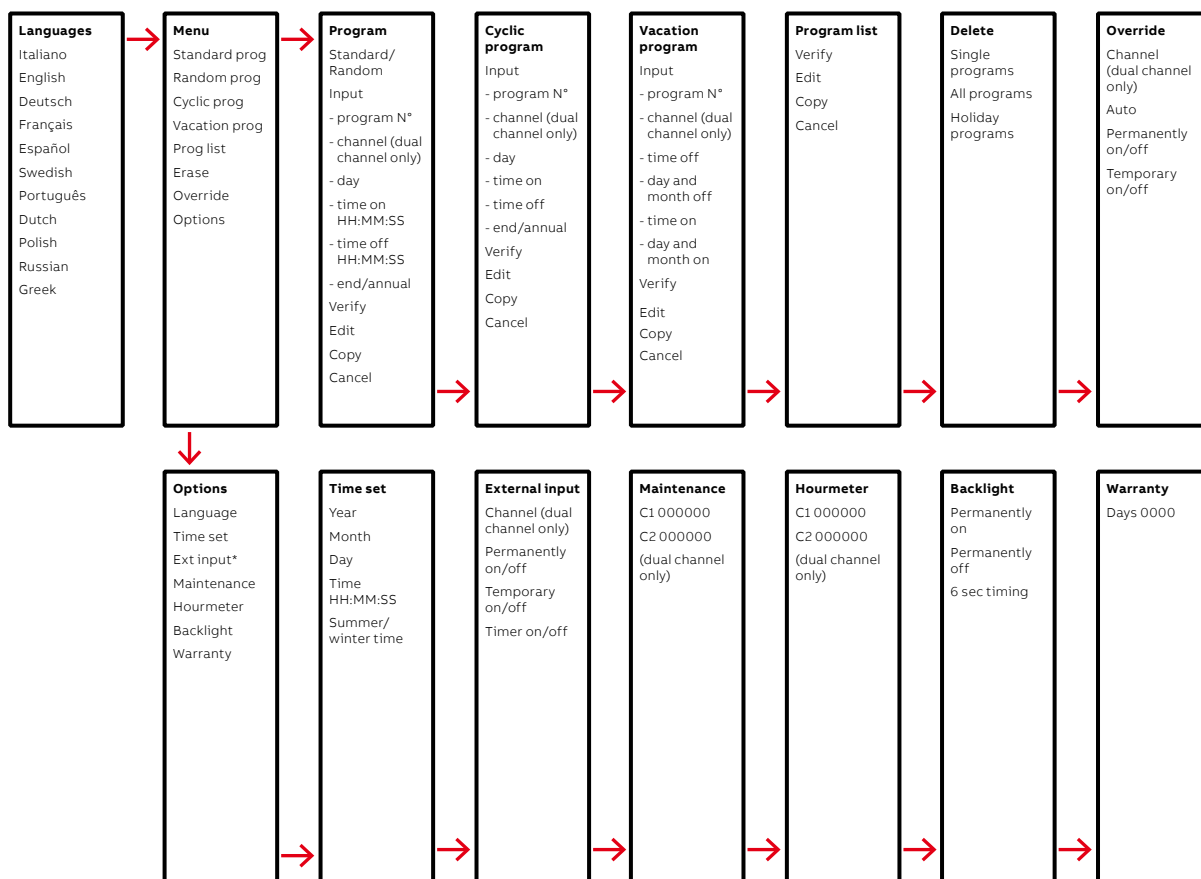 Languages
Italiano
English
Deutsch
Français
Español
Swedish
Português
Dutch
Polish
Russian
Greek
Menu
Standard prog
Random prog
Cyclic prog
Vacation prog
Prog list
Erase
Override
Options
Program
Standard/
Random
Input
- program N°
- channel (dual
channel only)
- day
- time on
HH:MM:SS
- time off
HH:MM:SS
- end/annual
Verify
Edit
Copy
Cancel
Cyclic
program
Input
- program N°
- channel (dual
channel only)
- day
- time on
- time off
- end/annual
Verify
Edit
Copy
Cancel
Vacation
program
Input
- program N°
- channel (dual
channel only)
- time off
- day and
month off
- time on
- day and
month on
Verify
Edit
Copy
Cancel
Program list
Verify
Edit
Copy
Cancel
Delete
Single
programs
All programs
Holiday
programs
Override
Channel
(dual channel
only)
Auto
Permanently
on/off
Temporary
on/off
Options
Language
Time set
Ext input*
Maintenance
Hourmeter
Backlight
Warranty
Time set
Year
Month
Day
Time
HH:MM:SS
Summer/
winter time
External input
Channel (dual
channel only)
Permanently
on/off
Temporary
on/off
Timer on/off
Maintenance
C1 000000
C2 000000
(dual channel
only)
Hourmeter
C1 000000
C2 000000
(dual channel
only)
Backlight
Permanently
on
Permanently
off
6 sec timing
Warranty
Days 0000